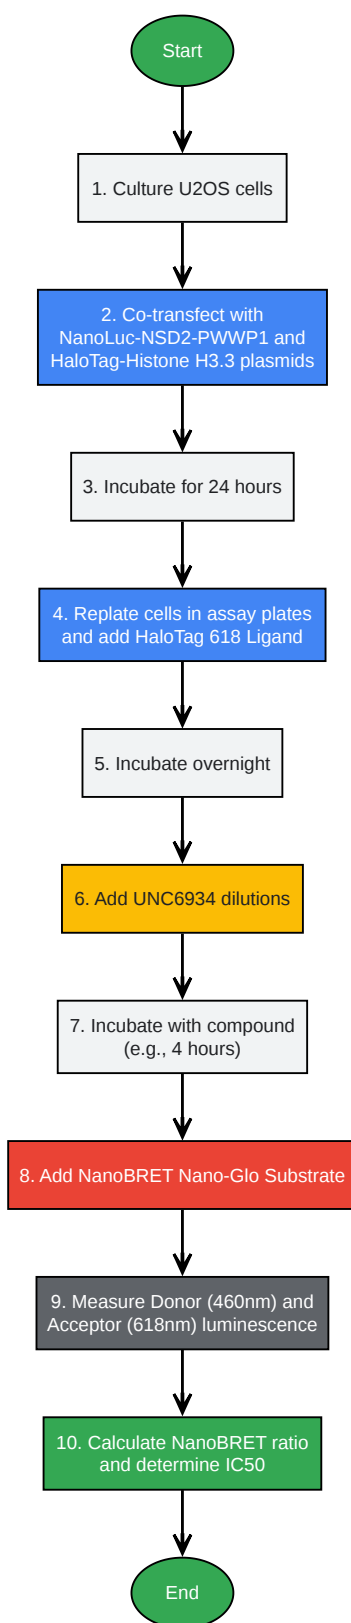 Start
1. Culture U2OS cells
2. Co-transfect with
NanoLuc-NSD2-PWWP1 and
HaloTag-Histone H3.3 plasmids
3. Incubate for 24 hours
4. Replate cells in assay plates
and add HaloTag 618 Ligand
5. Incubate overnight
6. Add UNC6934 dilutions
7. Incubate with compound
(e.g., 4 hours)
8. Add NanoBRET Nano-Glo Substrate
9. Measure Donor (460nm) and
Acceptor (618nm) luminescence
10. Calculate NanoBRET ratio
and determine IC50
End